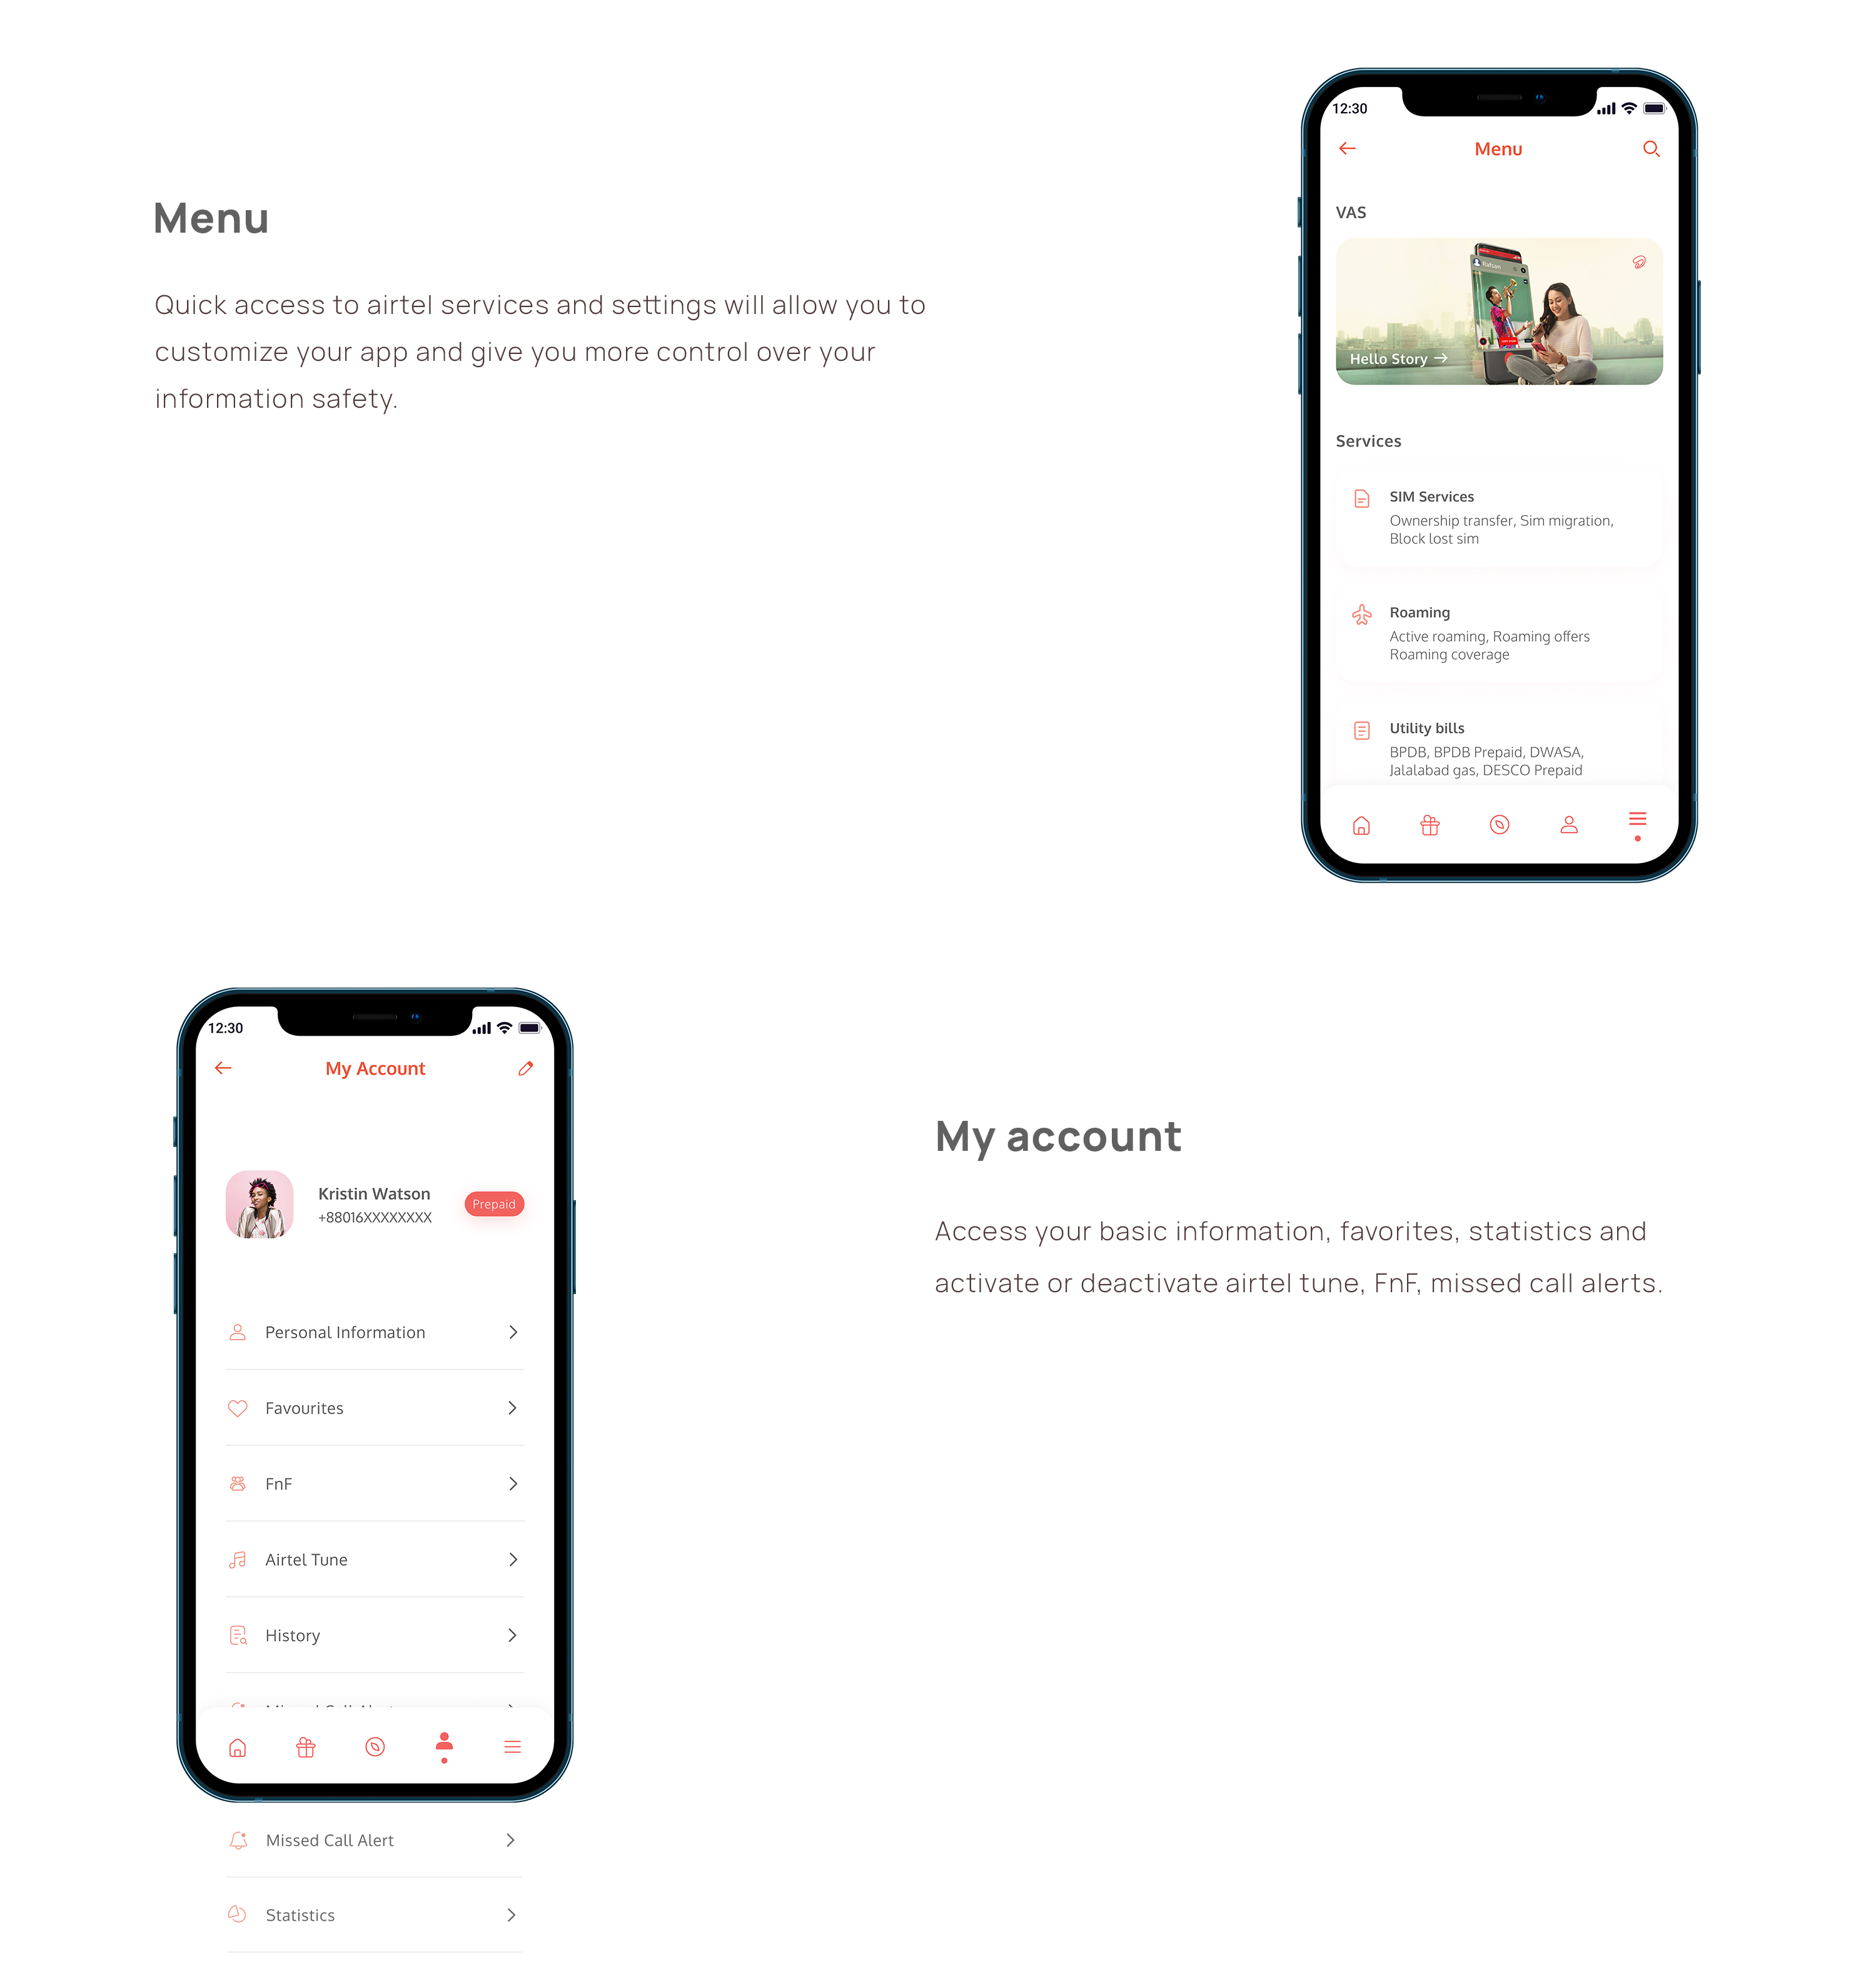 Menu
Quick access to airtel services and settings will allow you to
customize your app and give you more control over your
information safety.
12:30
Menu
VAS
Rafsan
Hello Story
Services
SIM Services
Ownership transfer, Sim migration,
Block lost sim
Roaming
Active roaming, Roaming offers
Roaming coverage
Utility bills
BPDB, BPDB Prepaid, DWASA,
Jalalabad gas, DESCO Prepaid
12:30
My Account
Kristin Watson
+88016XXXXXXXX
Prepaid
Personal Information
Favourites
FnF
Airtel Tune
History
Missed Call Alert
Missed Call Alert
Statistics
My account
Access your basic information, favorites, statistics and
activate or deactivate airtel tune, FnF, missed call alerts.